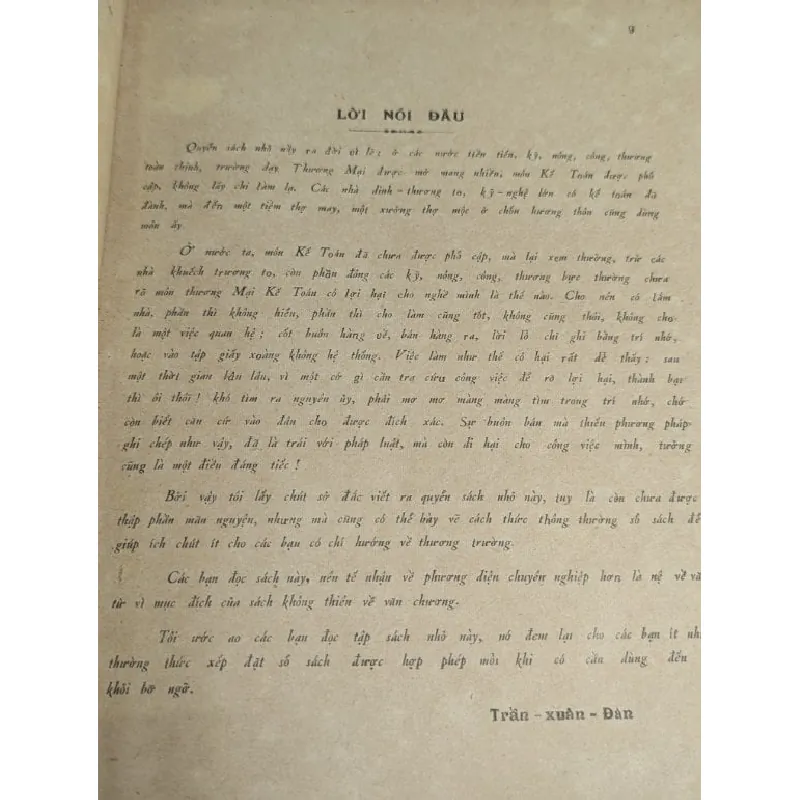 9
LỜI NÓI ĐẦU
Quyển sách nhỏ này ra đời vì lẽ: ở các nước tiên tiến, kỹ, nông, công, thương
toàn thịnh, trường dạy Thương Mại được mở mang nhiều, môn Kế Toán được phổ
cập, không lấy chi làm lạ. Các nhà dinh-thương to, kỹ-nghệ lớn có kế toán đã
đành, mà đến một tiệm thợ may, một xưởng thợ mộc ở chốn hương thôn cũng dùng
môn ấy
Ở nước ta, môn Kế Toán đã chưa được phổ cập, mà lại xem thường, trừ các
nhà khuếch trương to, còn phần đông các kỹ, nông, công, thương bực thường chưa
rõ môn thương Mại Kế Toán có lợi hại cho nghề mình là thế nào. Cho nên có lắm
nhà, phần thì không hiểu, phần thì cho làm cũng tốt, không cũng thôi, không cho
là một việc quan hệ; cốt buôn hàng về, bán hàng ra, lời lỗ chỉ ghi bằng trí nhớ,
hoặc vào tập giấy xoàng không hệ thống. Việc làm như thế có hại rất dễ thấy: sau
một thời gian lâu lâu, vì một cớ gì cần tra cứu công việc để rõ lợi hại, thành bại
thì ôi thôi! khó tìm ra nguyên ủy, phải mơ mơ màng màng tìm trong trí nhớ, chớ
còn biết căn cứ vào đâu cho được đích xác. Sự buôn bán mà thiếu phương pháp
ghi chép như vậy, đã là trái với pháp luật, mà còn di hại cho công việc mình, tưởng
cũng là một điều đáng tiếc!
Bởi vậy tôi lấy chút sở đắc viết ra quyển sách nhỏ này, tuy là còn chưa được
thập phần mãn nguyện, nhưng mà cũng có thể bày vẽ cách thức thông thường sổ sách để
giúp ích chút ít cho các bạn có chí hướng về thương trường.
Các bạn đọc sách này, nên tế nhận về phương diện chuyên nghiệp hơn là nệ về vă
từ vì mục đích của sách không thiên về văn chương.
Tôi ước ao các bạn đọc tập sách nhỏ này, nó đem lại cho các bạn ít nhi
thường thức xếp đặt sổ sách được hợp phép mỗi khi có cần dùng đến
khỏi bỡ ngỡ.
Trần-xuân-Đàn